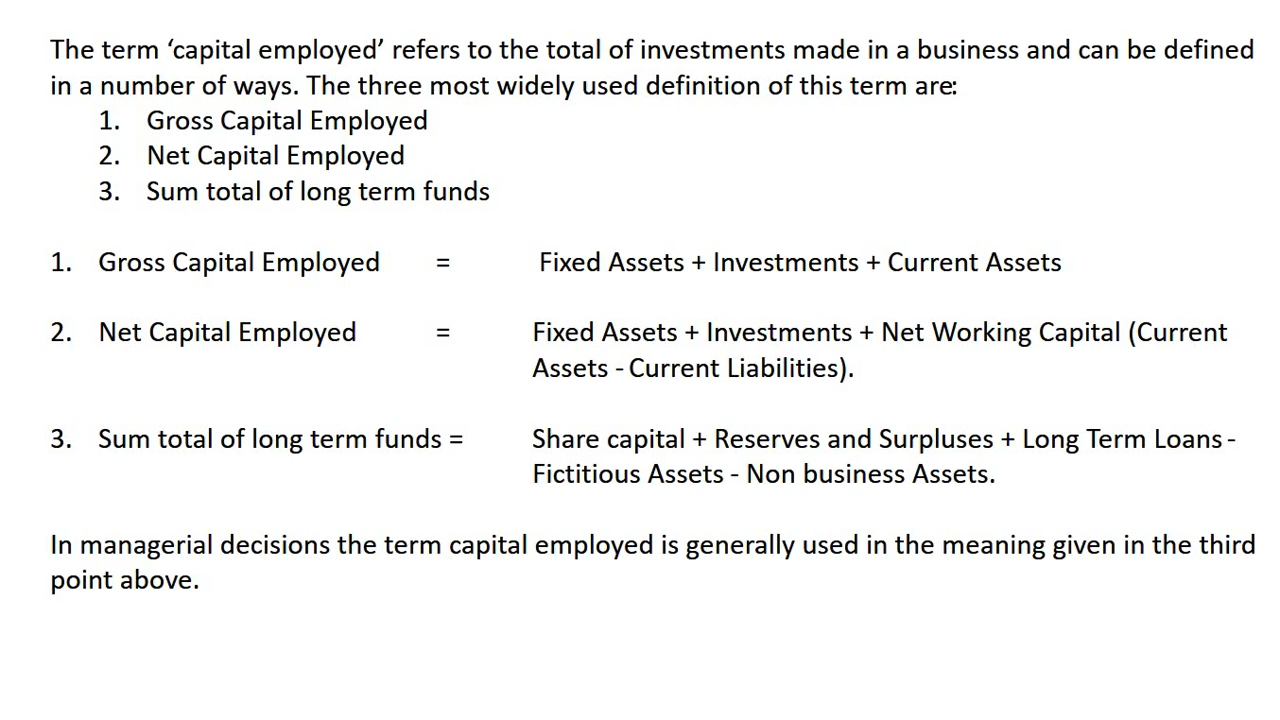 The term ‘capital employed’ refers to the total of investments made in a business and can be defined
in a number of ways. The three most widely used definition of this term are:
1. Gross Capital Employed
2. Net Capital Employed
3. Sum total of long term funds
1. Gross Capital Employed = Fixed Assets + Investments + Current Assets
2. Net Capital Employed = Fixed Assets + Investments + Net Working Capital (Current
Assets - Current Liabilities).
3. Sum total of long term funds = Share capital + Reserves and Surpluses + Long Term Loans -
Fictitious Assets - Non business Assets.
In managerial decisions the term capital employed is generally used in the meaning given in the third
point above.